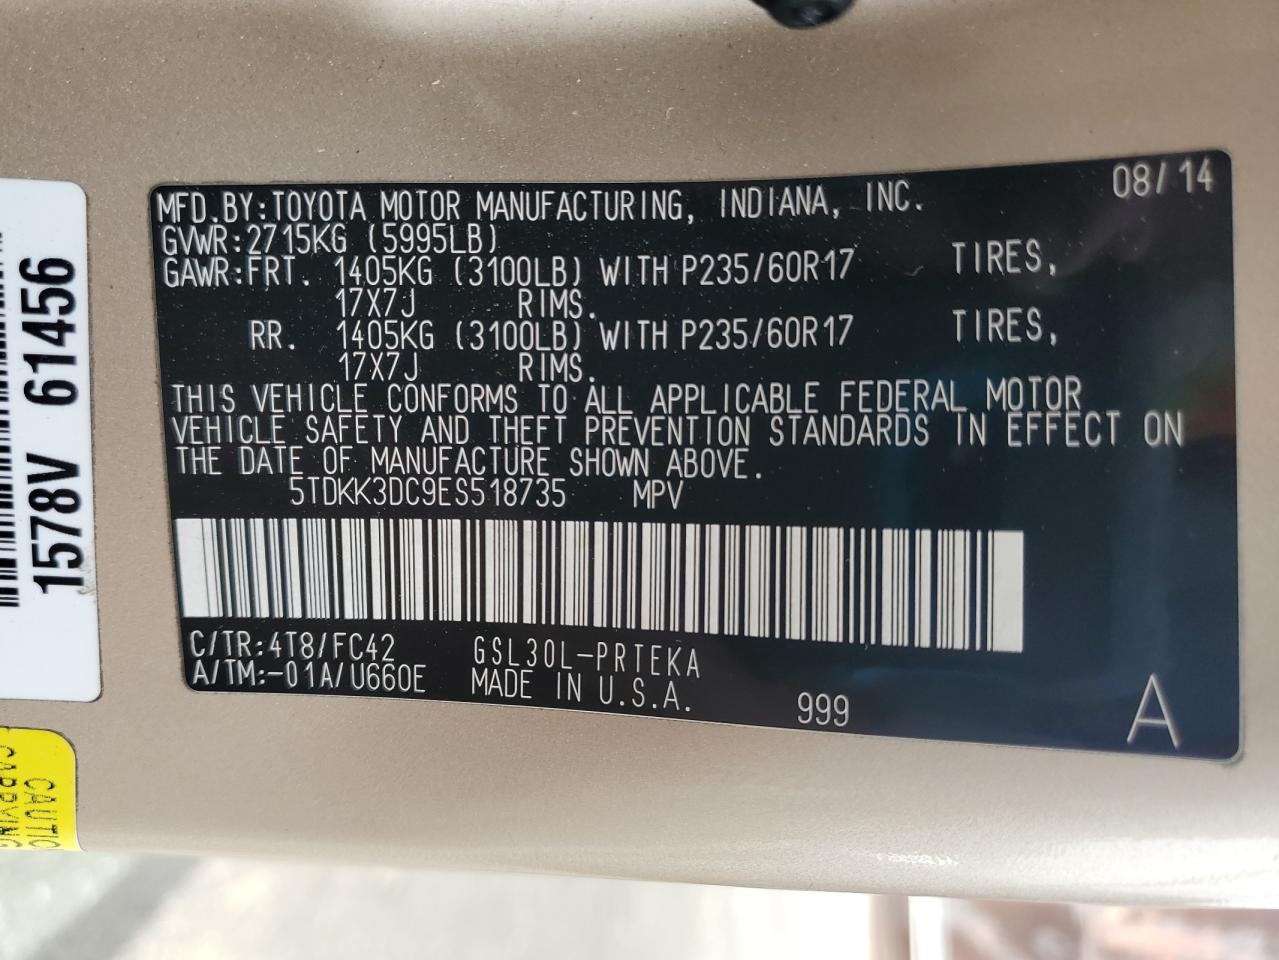 08/14
MFD.BY:TOYOTA MOTOR MANUFACTURING, INDIANA, INC.
GVWR:2715KG (5995LB)
GAWR:FRT. 1405KG (3100LB) WITH P235/60R17 TIRES,
17X7J RIMS.
RR. 1405KG (3100LB) WITH P235/60R17 TIRES,
17X7J RIMS.
THIS VEHICLE CONFORMS TO ALL APPLICABLE FEDERAL MOTOR
VEHICLE SAFETY AND THEFT PREVENTION STANDARDS IN EFFECT ON
THE DATE OF MANUFACTURE SHOWN ABOVE.
5TDKK3DC9ES518735 MPV
C/TR:4T8/FC42 GSL30L-PRTEKA
A/TM:-01A/U660E MADE IN U.S.A. 999 A
1578V 61456
CAUTIO
CARRYING